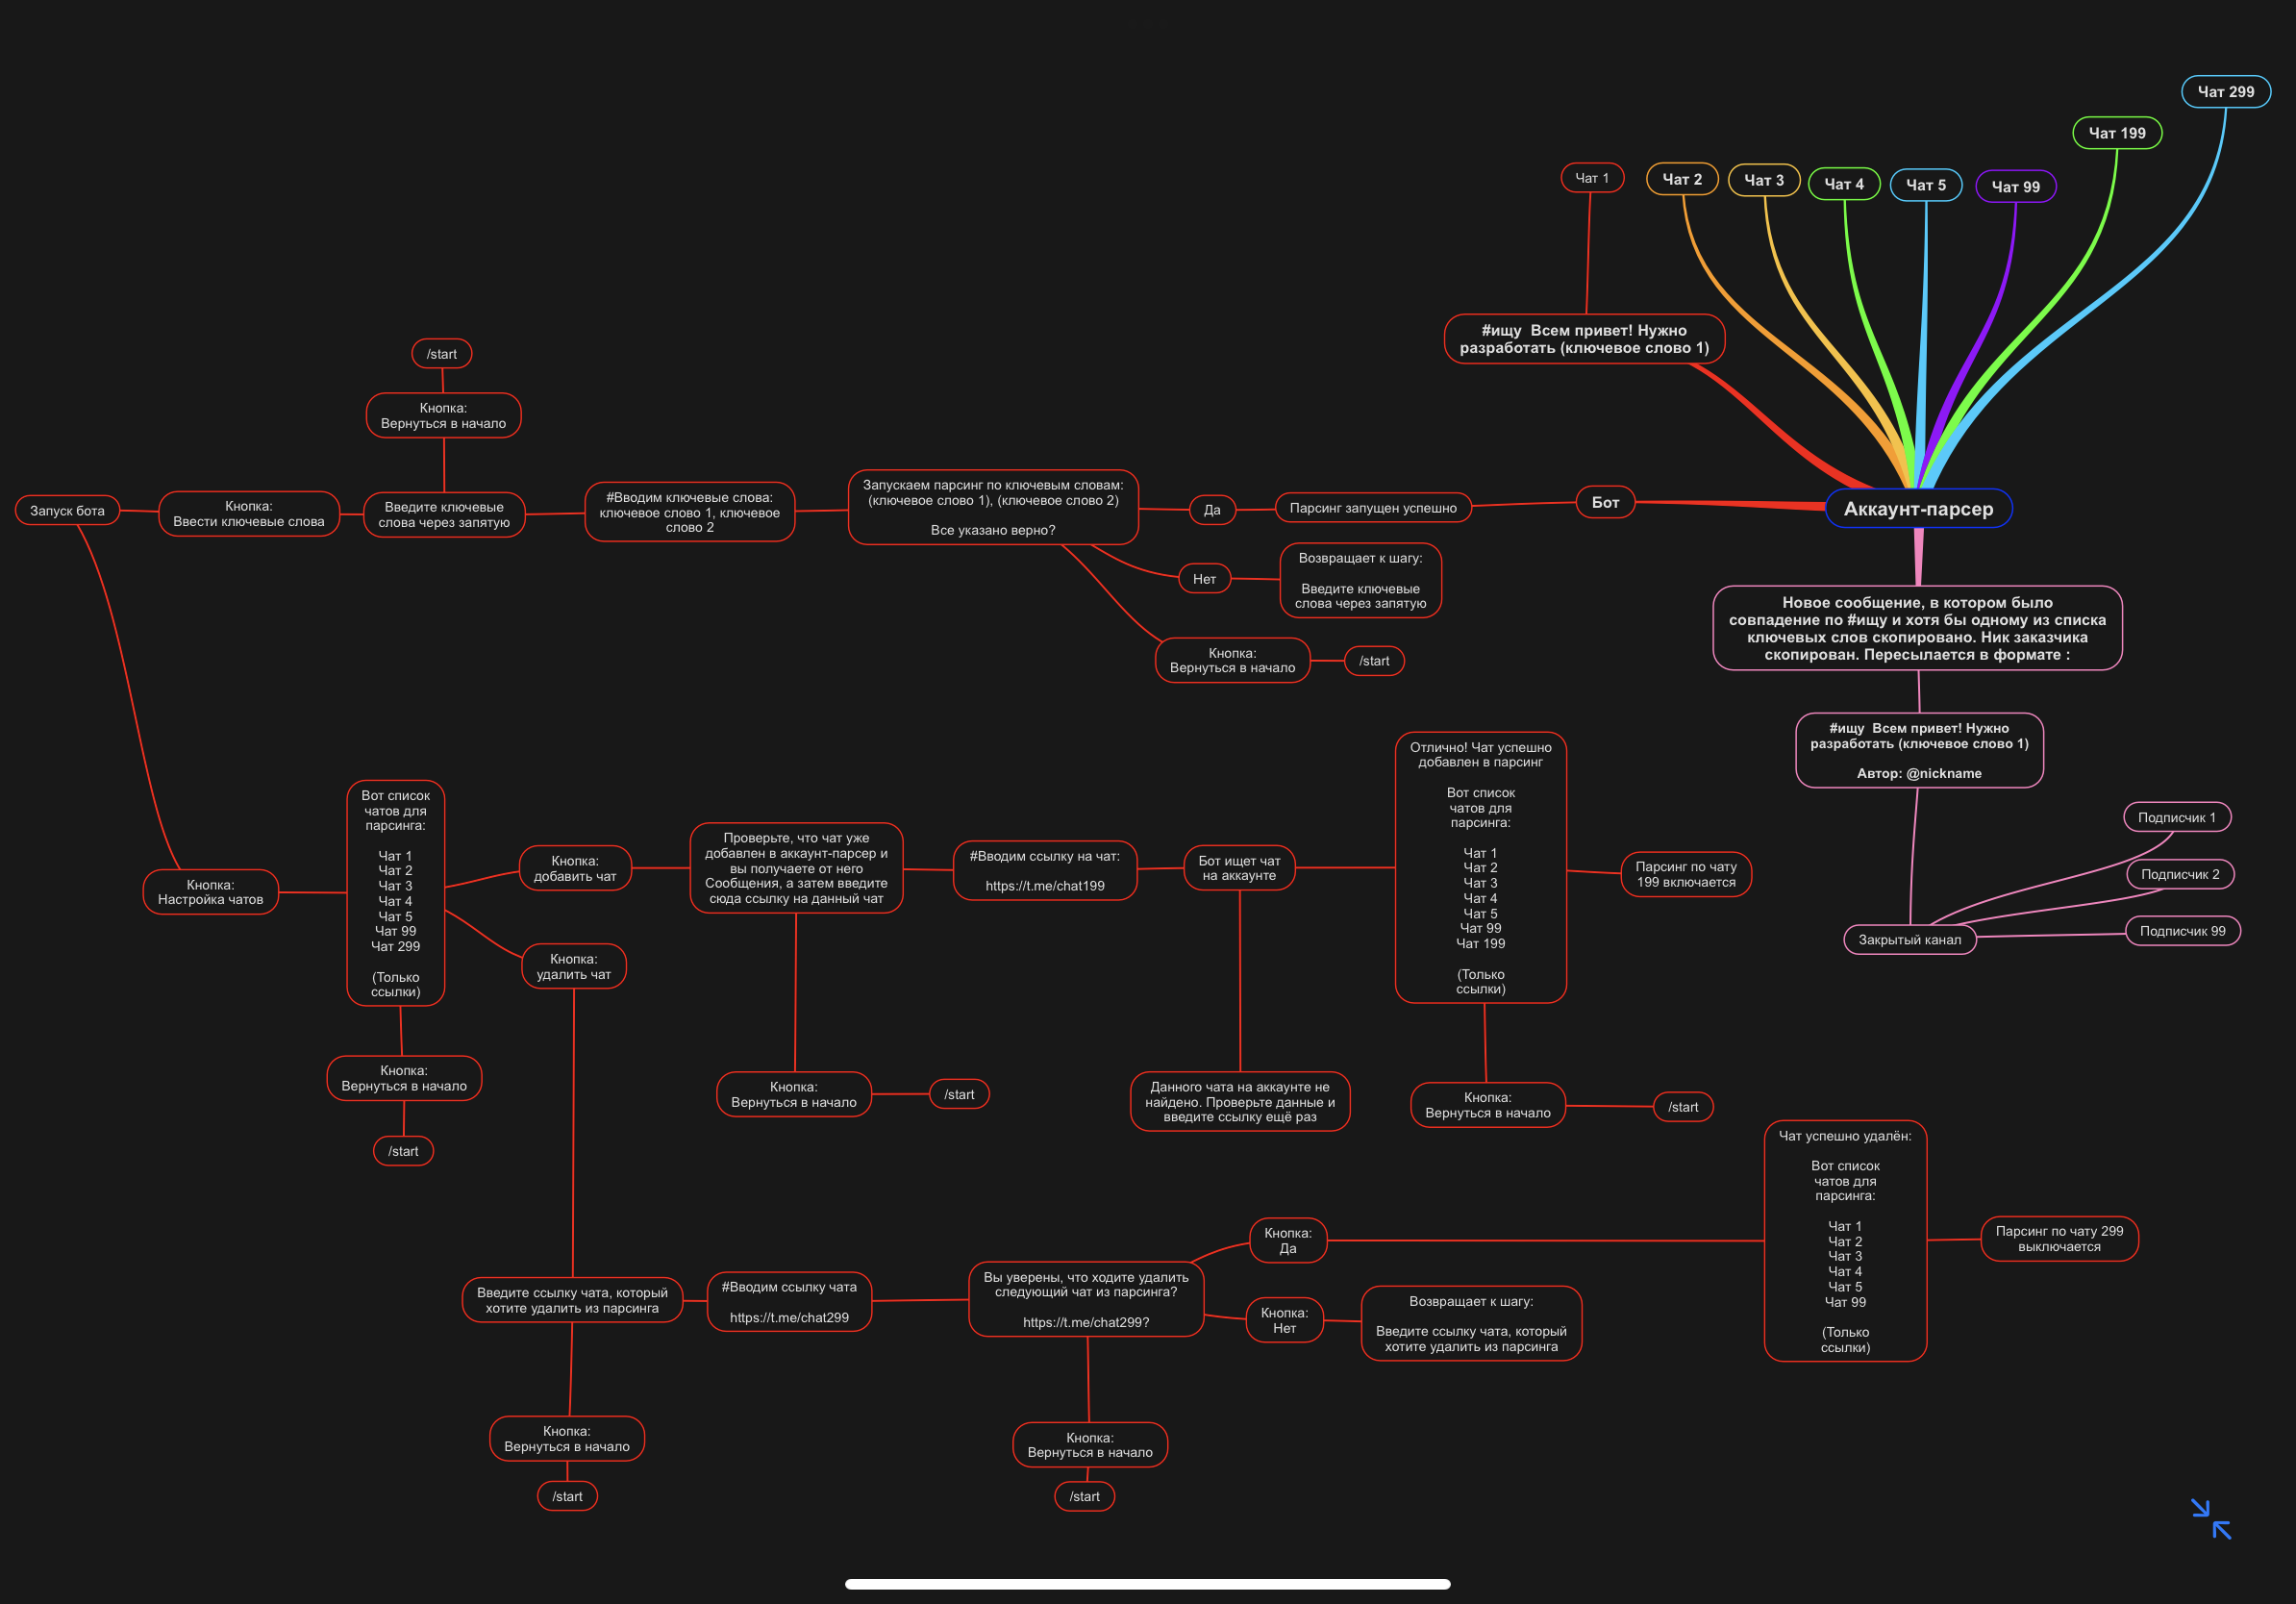 Чат 299
Чат 199
Чат 1
Чат 2
Чат 3
Чат 4
Чат 5
Чат 99
#ищу  Всем привет! Нужно
разработать (ключевое слово 1)
/start
Кнопка:
Вернуться в начало
Запуск бота
Кнопка:
Ввести ключевые слова
Введите ключевые
слова через запятую
#Вводим ключевые слова:
ключевое слово 1, ключевое
слово 2
Запускаем парсинг по ключевым словам:
(ключевое слово 1), (ключевое слово 2)
Все указано верно?
Да
Парсинг запущен успешно
Бот
Аккаунт-парсер
Нет
Возвращает к шагу:
Введите ключевые
слова через запятую
Кнопка:
Вернуться в начало
/start
Новое сообщение, в котором было
совпадение по #ищу и хотя бы одному из списка
ключевых слов скопировано. Ник заказчика
скопирован. Пересылается в формате :
#ищу  Всем привет! Нужно
разработать (ключевое слово 1)
Автор: @nickname
Подписчик 1
Подписчик 2
Подписчик 99
Закрытый канал
Кнопка:
Настройка чатов
Вот список
чатов для
парсинга:
Чат 1
Чат 2
Чат 3
Чат 4
Чат 5
Чат 99
Чат 299
(Только
ссылки)
Кнопка:
добавить чат
Проверьте, что чат уже
добавлен в аккаунт-парсер и
вы получаете от него
Сообщения, а затем введите
сюда ссылку на данный чат
#Вводим ссылку на чат:
https://t.me/chat199
Бот ищет чат
на аккаунте
Отлично! Чат успешно
добавлен в парсинг
Вот список
чатов для
парсинга:
Чат 1
Чат 2
Чат 3
Чат 4
Чат 5
Чат 99
Чат 199
(Только
ссылки)
Парсинг по чату
199 включается
Кнопка:
удалить чат
Кнопка:
Вернуться в начало
/start
Кнопка:
Вернуться в начало
/start
Данного чата на аккаунте не
найдено. Проверьте данные и
введите ссылку ещё раз
Кнопка:
Вернуться в начало
/start
Чат успешно удалён:
Вот список
чатов для
парсинга:
Чат 1
Чат 2
Чат 3
Чат 4
Чат 5
Чат 99
(Только
ссылки)
Парсинг по чату 299
выключается
Введите ссылку чата, который
хотите удалить из парсинга
#Вводим ссылку чата
https://t.me/chat299
Вы уверены, что ходите удалить
следующий чат из парсинга?
https://t.me/chat299?
Кнопка:
Да
Кнопка:
Нет
Возвращает к шагу:
Введите ссылку чата, который
хотите удалить из парсинга
Кнопка:
Вернуться в начало
/start
Кнопка:
Вернуться в начало
/start